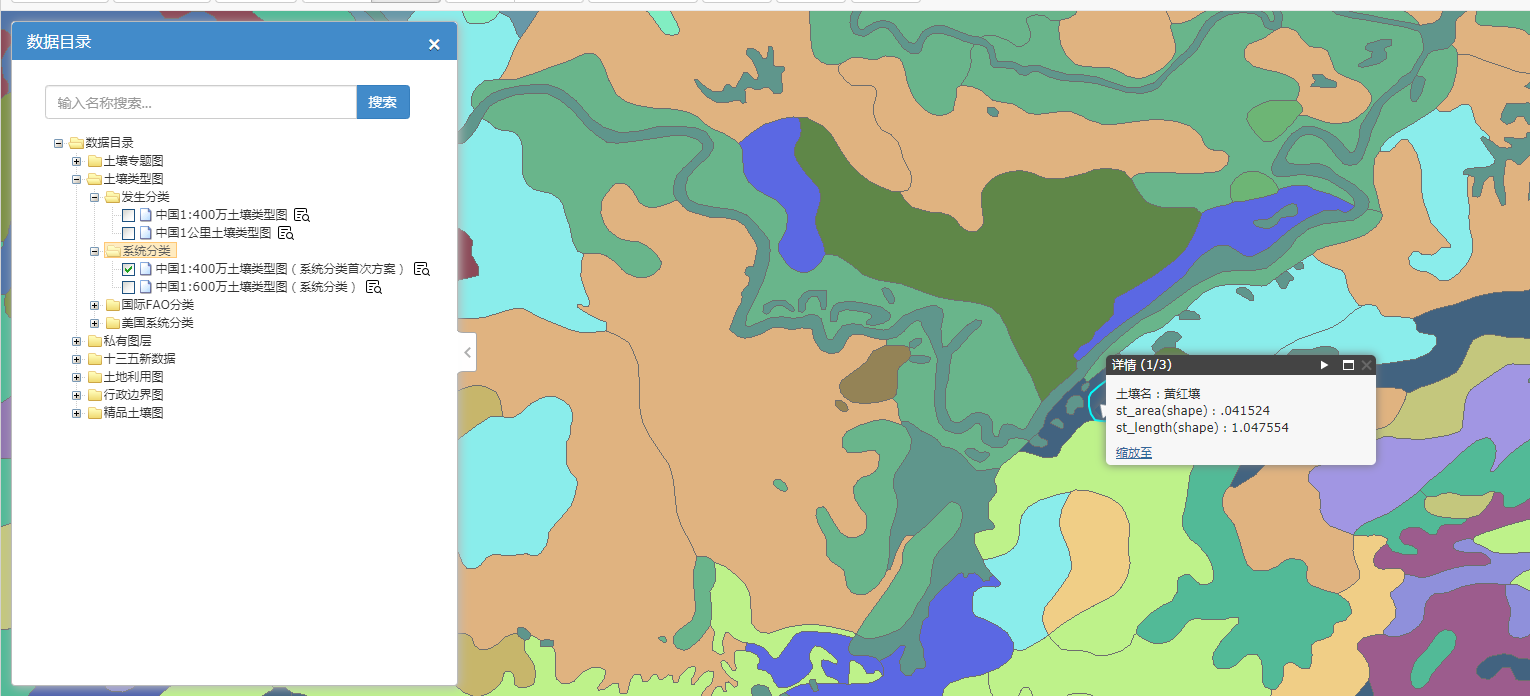 数据目录
×
输入名称搜索...
搜索
数据目录
土壤专题图
土壤类型图
发生分类
中国1:400万土壤类型图
中国1公里土壤类型图
系统分类
中国1:400万土壤类型图（系统分类首次方案）
中国1:600万土壤类型图（系统分类）
国际FAO分类
美国系统分类
私有图层
十三五新数据
土地利用图
行政边界图
精品土壤图
详情 (1/3)
土壤名：黄红壤
st_area(shape)：.041524
st_length(shape)：1.047554
缩放至